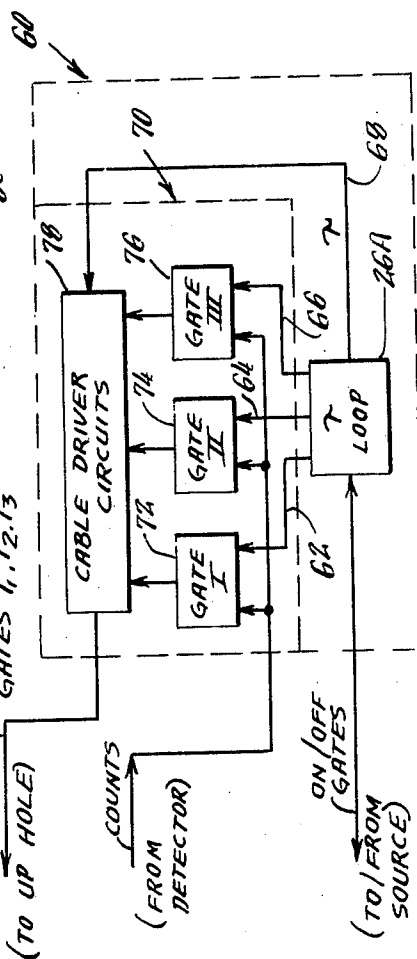 60
GATES T₁, T₂, T₃
(TO UP HOLE)
78
70
CABLE DRIVER
CIRCUITS
72
74
76
GATE
I
GATE
II
GATE
III
COUNTS
(FROM
DETECTOR)
62
64
66
68
τ
ON/OFF
GATES
(TO/FROM
SOURCE)
τ
LOOP
26A